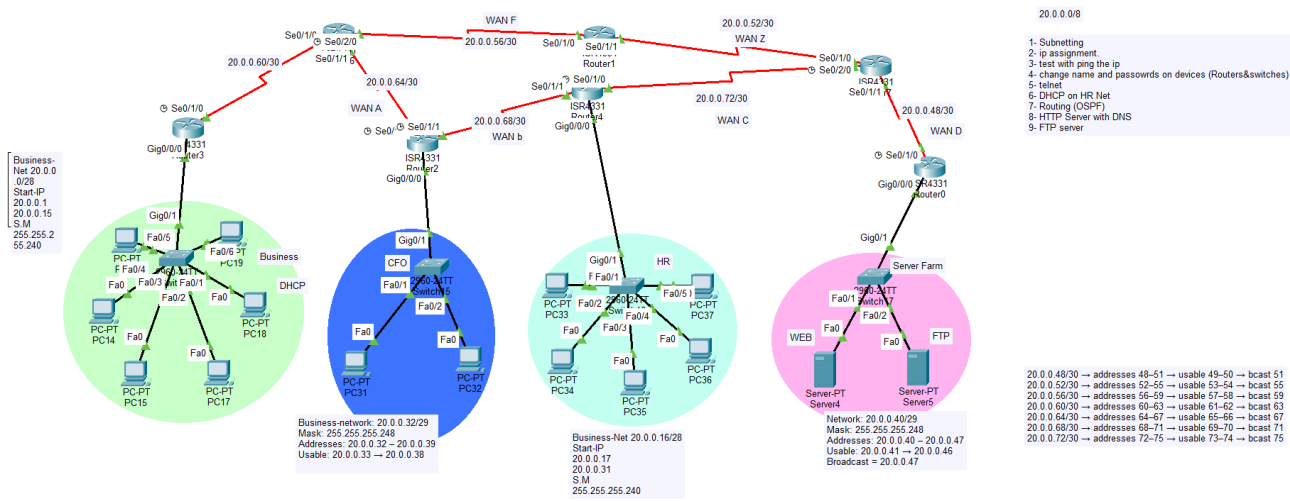 WAN F
20.0.0.52/30
20.0.0.0/8
Se0/1/0
Se0/2/0
Se0/1/1
20.0.0.56/30
Se0/1/0
Se0/1/1
Router1
WAN Z
Se0/1/0
Se0/2/0
ISR4331
Se0/1/1
1- Subnetting
2- ip assignment.
3- test with ping the ip
4- change name and passowrds on devices (Routers&switches)
5- telnet
6- DHCP on HR Net
7- Routing (OSPF)
8- HTTP Server with DNS
9- FTP server
20.0.0.60/30
20.0.0.64/30
Se0/1/0
Se0/1/1
ISR4331
Router4
20.0.0.72/30
WAN C
20.0.0.48/30
WAN D
Se0/1/0
4331
Router3
Gig0/0/0
WAN A
Se0/
Se0/1/1
ISR4331
Router2
Gig0/0/0
20.0.0.68/30
WAN b
Gig0/0/0
Se0/1/0
SR4331
Router0
Gig0/0/0
Business-
Net 20.0.0
.0/28
Start-IP
20.0.0.1
20.0.0.15
S.M
255.255.2
55.240
Gig0/1
Fa0/5
Fa0/6
PC-PT
PC19
Business
PC-PT
Fa0/4
Fa0/3
Fa0/1
Fa0/2
2960-24TT
DHCP
Fa0
Fa0
PC-PT
PC14
PC-PT
PC18
Fa0
Fa0
PC-PT
PC15
PC-PT
PC17
Gig0/1
CFO
Fa0/1
2960-24TT
Fa0/2
Fa0
Fa0
PC-PT
PC31
PC-PT
PC32
Gig0/1
HR
Fa0/1
2960-24TT
Fa0/5
Fa0/2
Fa0/4
Fa0/3
PC-PT
PC33
PC-PT
PC37
Fa0
Fa0
Fa0
PC-PT
PC34
PC-PT
PC35
PC-PT
PC36
Gig0/1
Server Farm
2960-24TT
Fa0/1
Fa0/2
WEB
Fa0
Fa0
FTP
Server-PT
Server4
Server-PT
Server5
Business-network: 20.0.0.32/29
Mask: 255.255.255.248
Addresses: 20.0.0.32 – 20.0.0.39
Usable: 20.0.0.33 → 20.0.0.38
Business-Net 20.0.0.16/28
Start-IP
20.0.0.17
20.0.0.31
S.M
255.255.255.240
Network: 20.0.0.40/29
Mask: 255.255.255.248
Addresses: 20.0.0.40 – 20.0.0.47
Usable: 20.0.0.41 → 20.0.0.46
Broadcast = 20.0.0.47
20.0.0.48/30 → addresses 48–51 → usable 49–50 → bcast 51
20.0.0.52/30 → addresses 52–55 → usable 53–54 → bcast 55
20.0.0.56/30 → addresses 56–59 → usable 57–58 → bcast 59
20.0.0.60/30 → addresses 60–63 → usable 61–62 → bcast 63
20.0.0.64/30 → addresses 64–67 → usable 65–66 → bcast 67
20.0.0.68/30 → addresses 68–71 → usable 69–70 → bcast 71
20.0.0.72/30 → addresses 72–75 → usable 73–74 → bcast 75